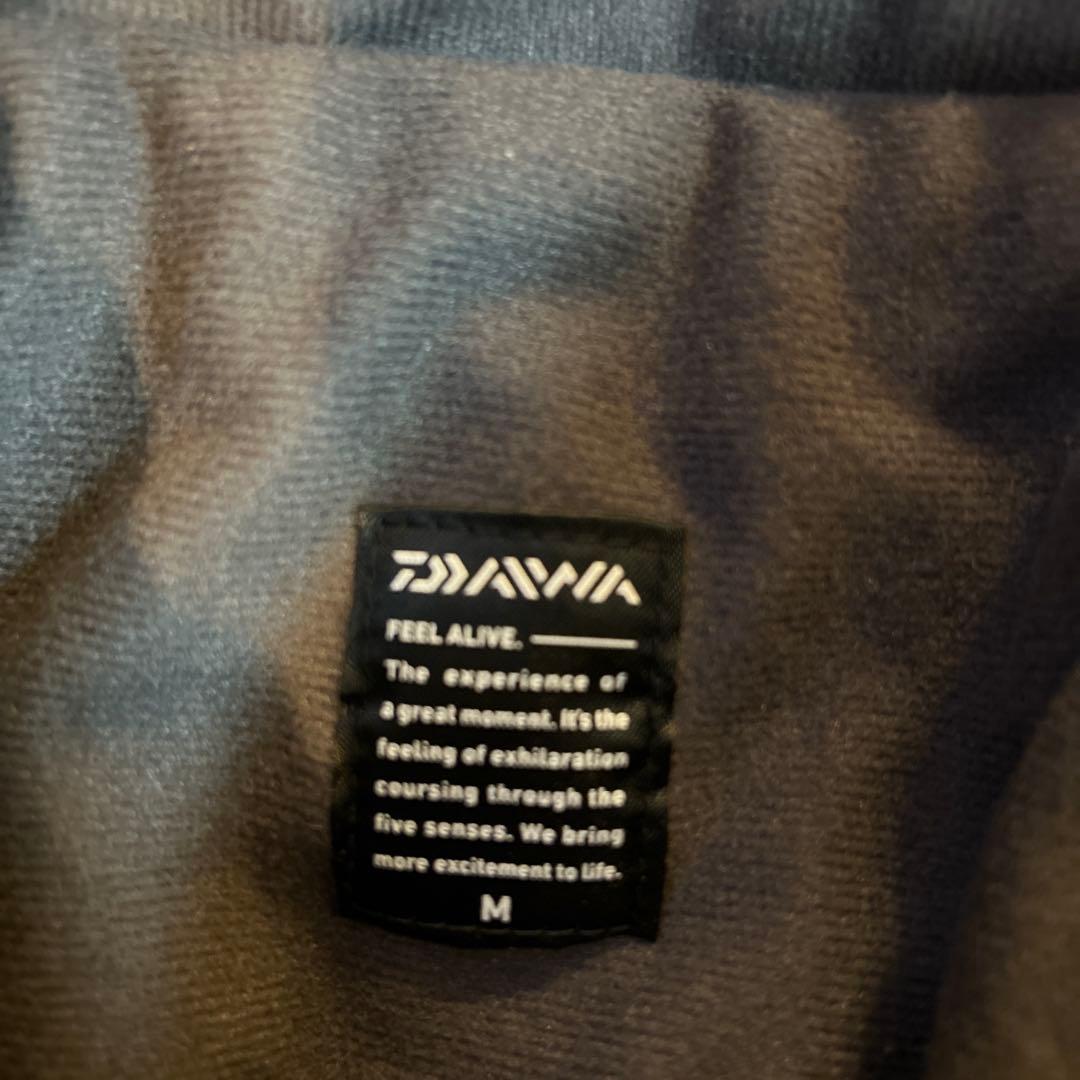 DAIWA
FEEL ALIVE.
The experience of
a great moment. It's the
feeling of exhilaration
coursing through the
five senses. We bring
more excitement to life.
M